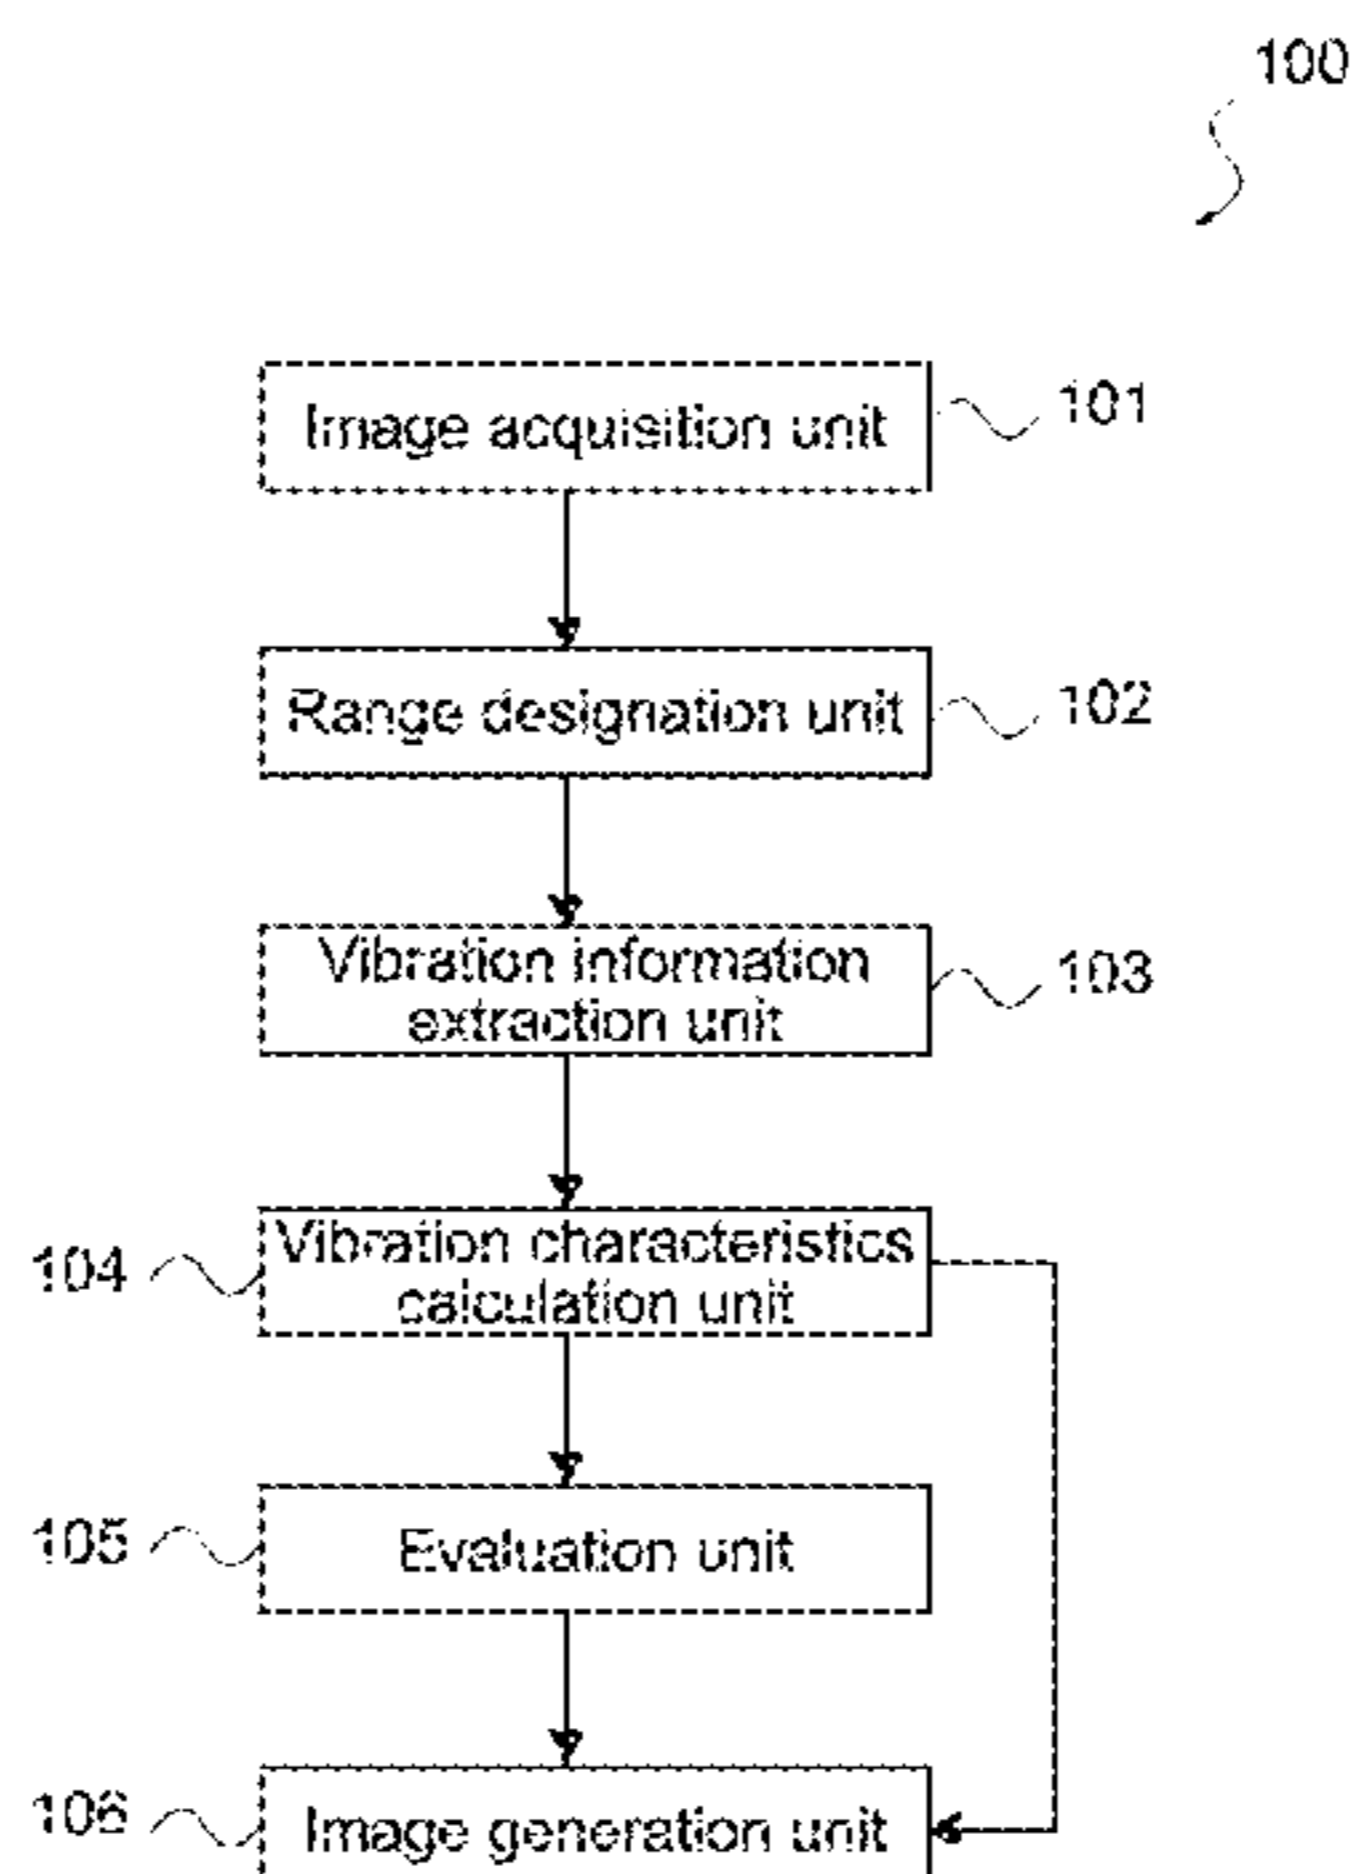 100
Image acquisition unit
101
Range designation unit
102
Vibration information
extraction unit
103
Vibration characteristics
calculation unit
104
Evaluation unit
105
Image generation unit
106